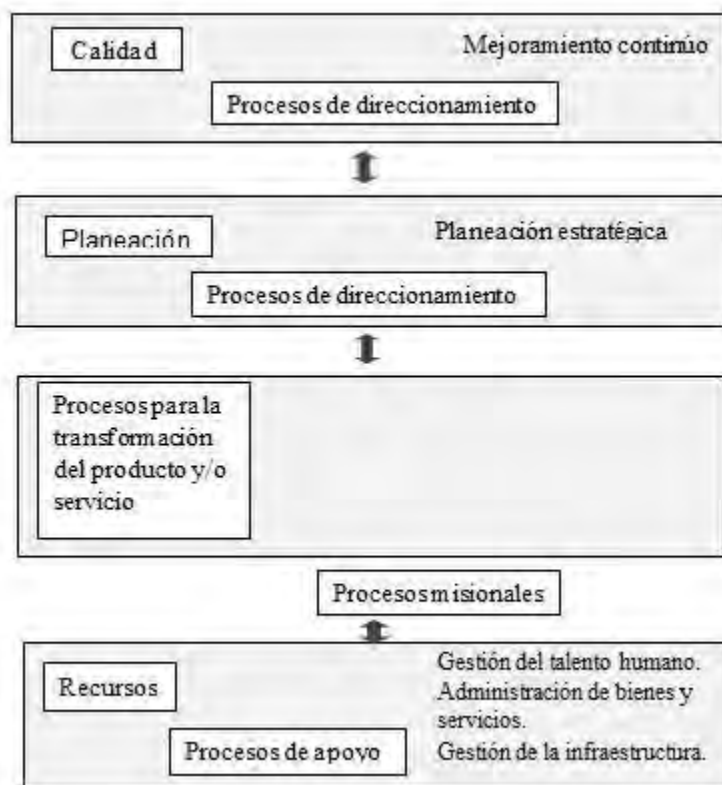 Calidad
Mejoramiento continúo
Procesos de direccionamiento
Planeación
Planeación estratégica
Procesos de direccionamiento
Procesos para la
transformación
del producto y/o
servicio
Procesos misionales
Recursos
Gestión del talento humano.
Administración de bienes y
servicios.
Procesos de apoyo
Gestión de la infraestructura.